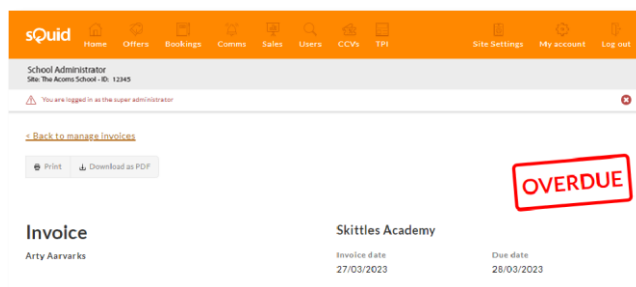 sQuid
Home Offers Bookings Comms Sales Users CCVs TPI Site Settings My account Log out
School Administrator
Site: The Acorns School - ID: 12345
You are logged in as the super administrator
< Back to manage invoices
Print Download as PDF
OVERDUE
Invoice
Skittles Academy
Arty Aarvarks
Invoice date Due date
27/03/2023 28/03/2023